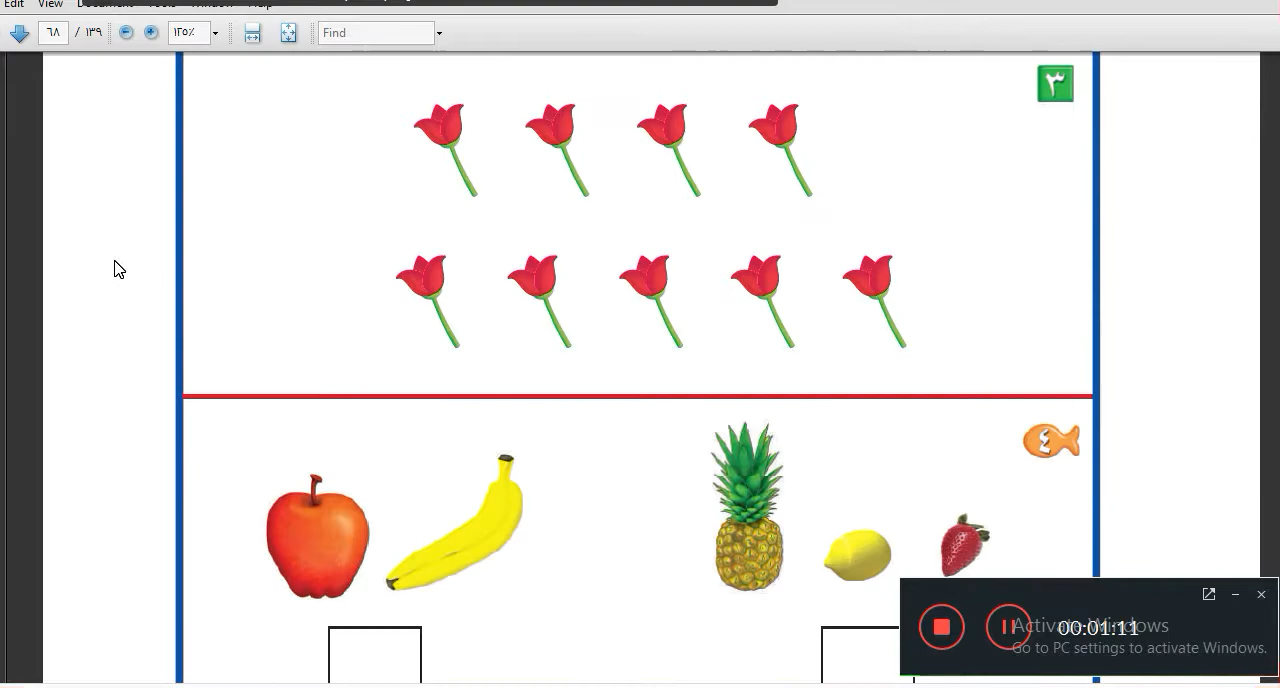 Edit View Document Tools Window Help
٦٨ / ١٣٩ ١٢٥٪ Find
٣
٤
00:01:11
Activate Windows
Go to PC settings to activate Windows.